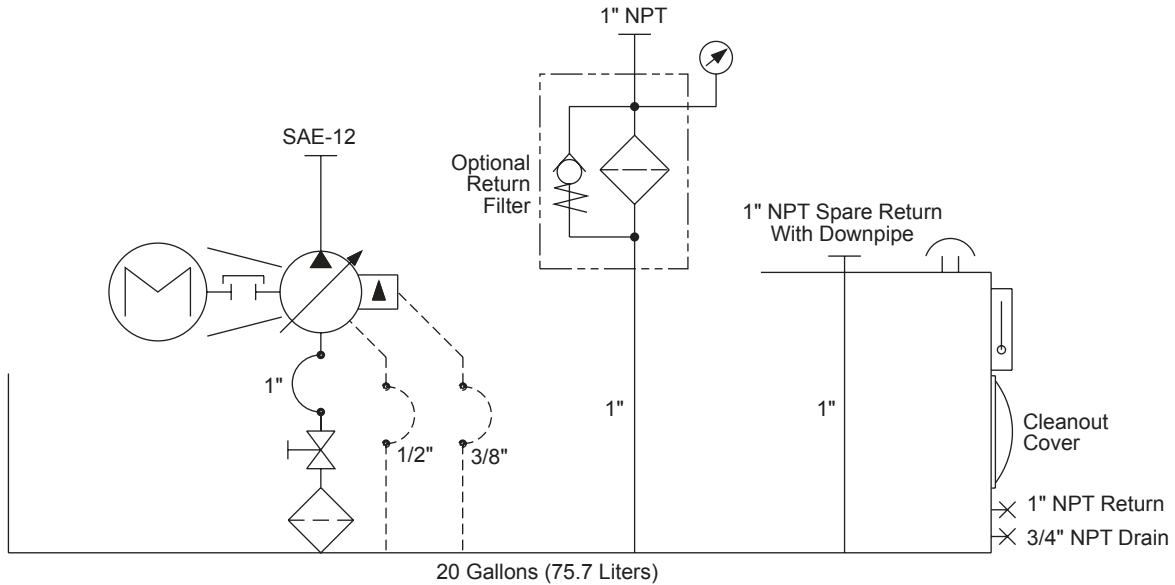 1" NPT
SAE-12
Optional
Return
Filter
1" NPT Spare Return
With Downpipe
M
1"
1/2"
3/8"
1"
1"
Cleanout
Cover
1" NPT Return
3/4" NPT Drain
20 Gallons (75.7 Liters)